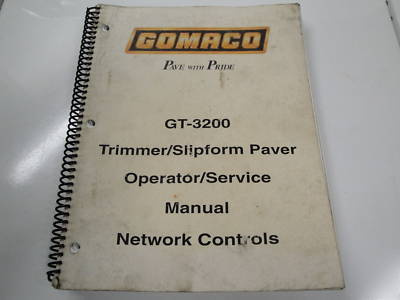 GOMACO
PAVE WITH PRIDE
GT-3200
Trimmer/Slipform Paver
Operator/Service
Manual
Network Controls